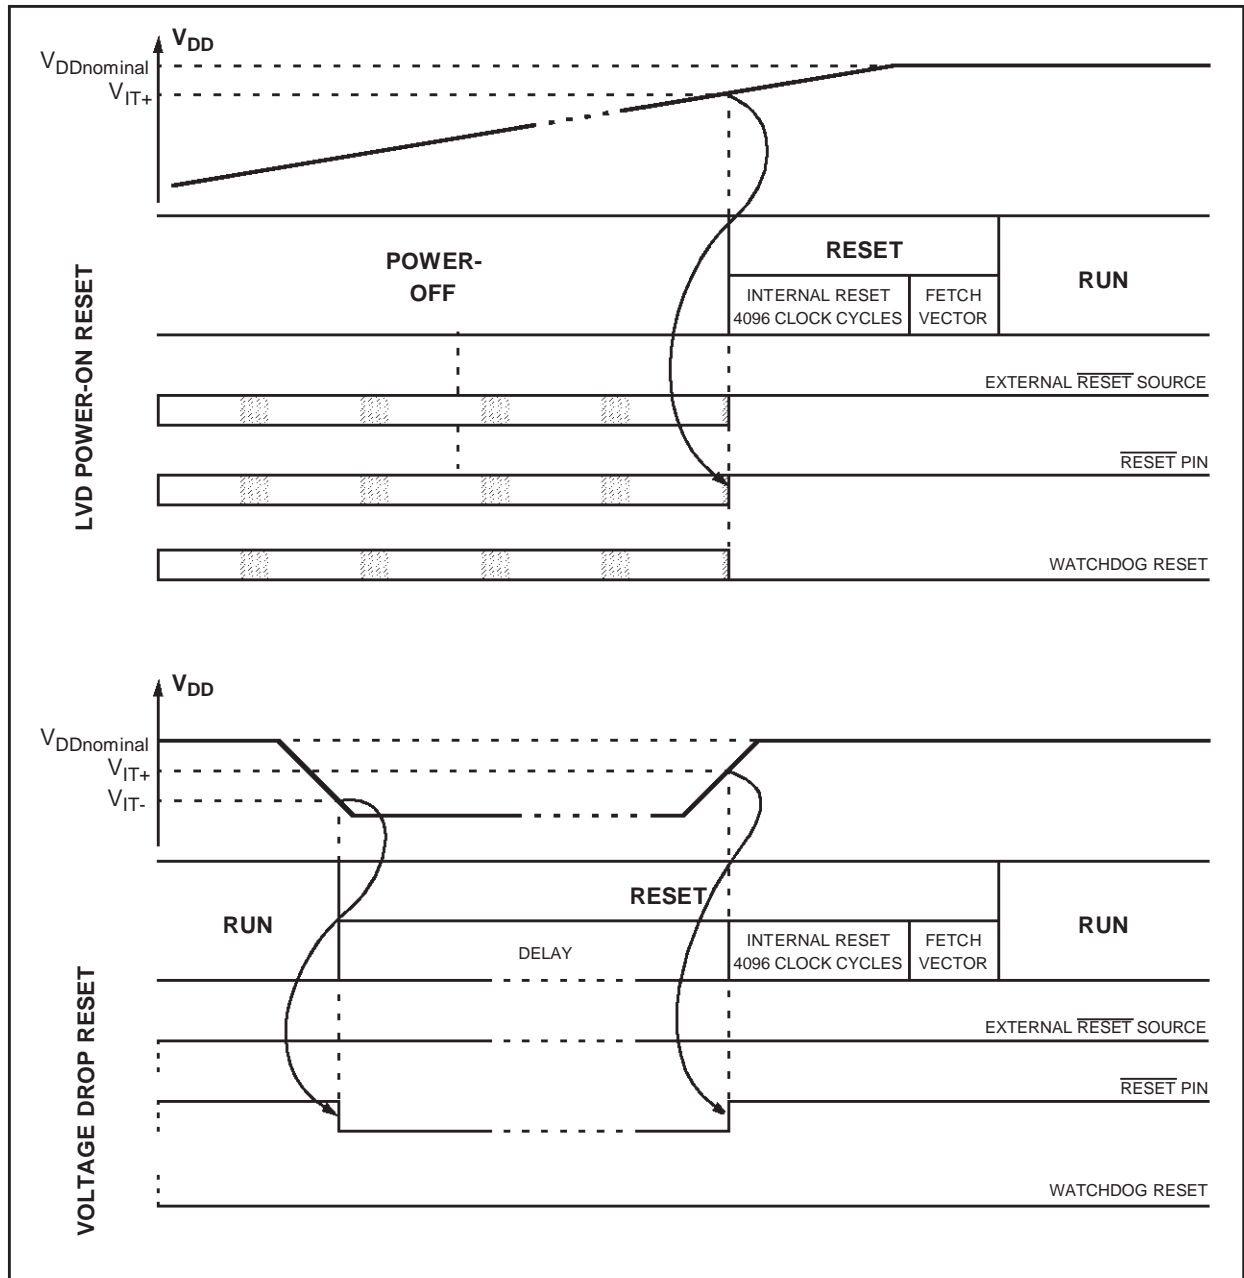 VDD
VDDnominal
VIT+
LVD POWER-ON RESET
POWER-
OFF
RESET
INTERNAL RESET
4096 CLOCK CYCLES
FETCH
VECTOR
RUN
EXTERNAL RESET SOURCE
RESET PIN
WATCHDOG RESET
VDD
VDDnominal
VIT+
VIT-
VOLTAGE DROP RESET
RUN
RESET
DELAY
INTERNAL RESET
4096 CLOCK CYCLES
FETCH
VECTOR
RUN
EXTERNAL RESET SOURCE
RESET PIN
WATCHDOG RESET